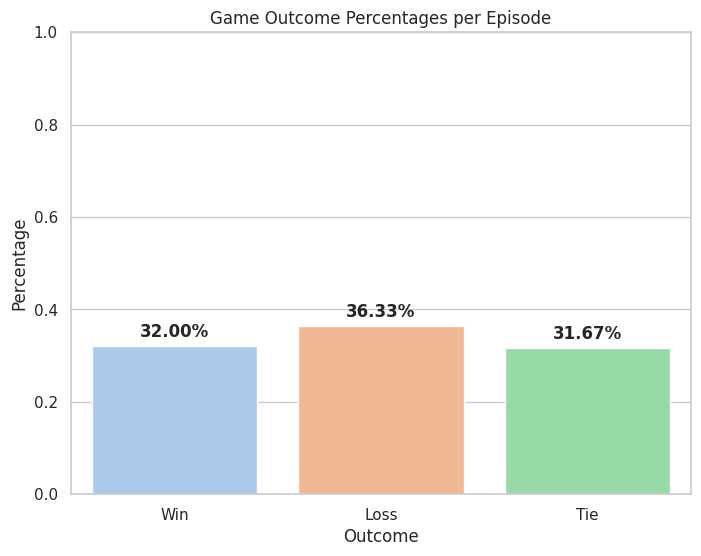 Game Outcome Percentages per Episode
1.0
0.8
0.6
0.4
0.2
0.0
Percentage
32.00%
36.33%
31.67%
Win
Loss
Tie
Outcome